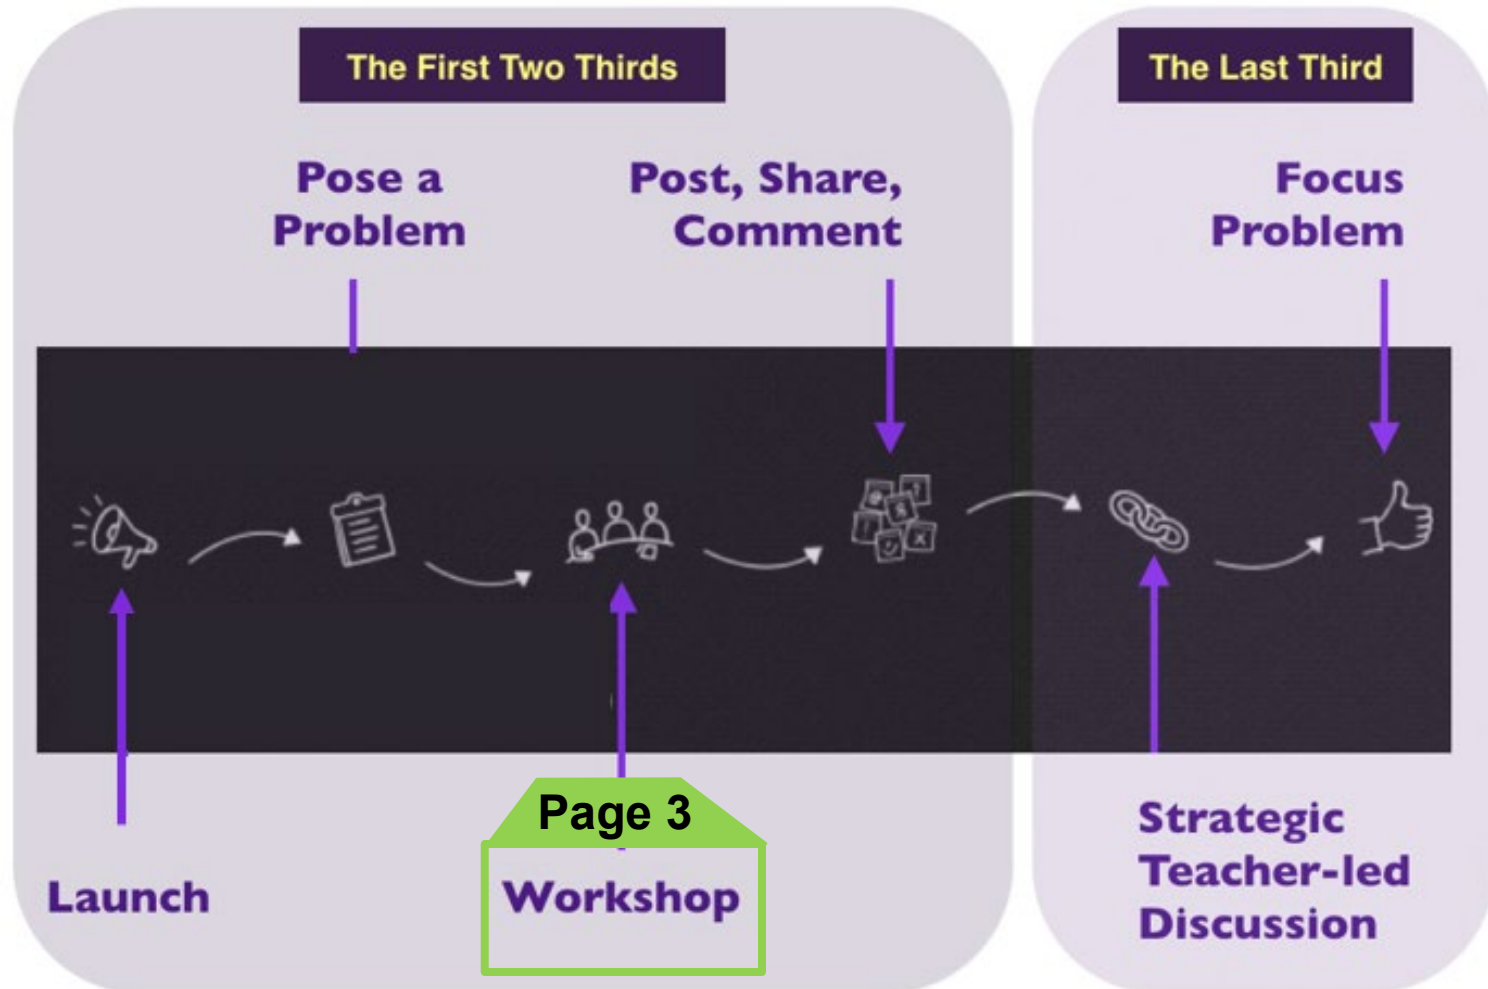 The First Two Thirds
The Last Third
Pose a
Problem
Post, Share,
Comment
Focus
Problem
Launch
Page 3
Workshop
Strategic
Teacher-led
Discussion